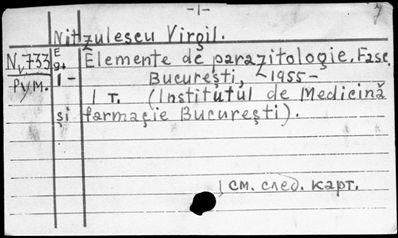 -1-
7
Nitzulescu Virgil.
N, 733 E Elemente de parazitologie. Fasc.
9+
1- București, 1955-
Рум. 1 т. (Institutul de Medicină
și farmacie București).
↓ см. след. карт.